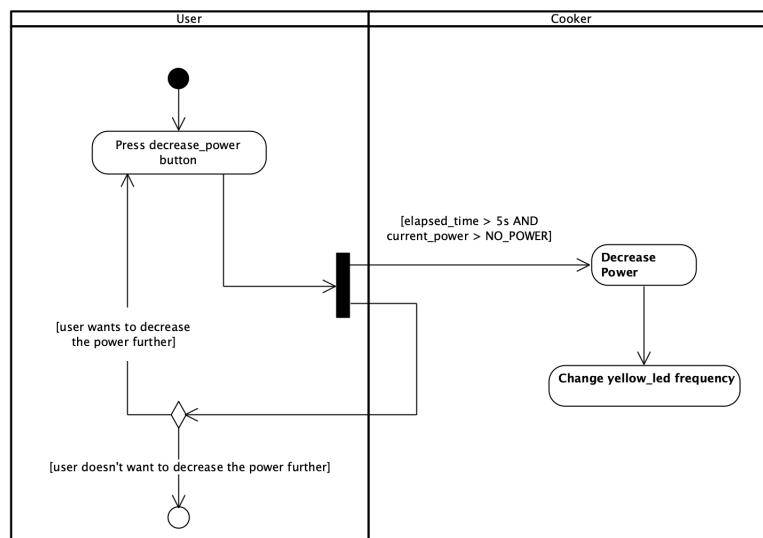 User
Cooker
Press decrease_power
button
[elapsed_time > 5s AND
current_power > NO_POWER]
Decrease
Power
[user wants to decrease
the power further]
Change yellow_led frequency
[user doesn't want to decrease the power further]